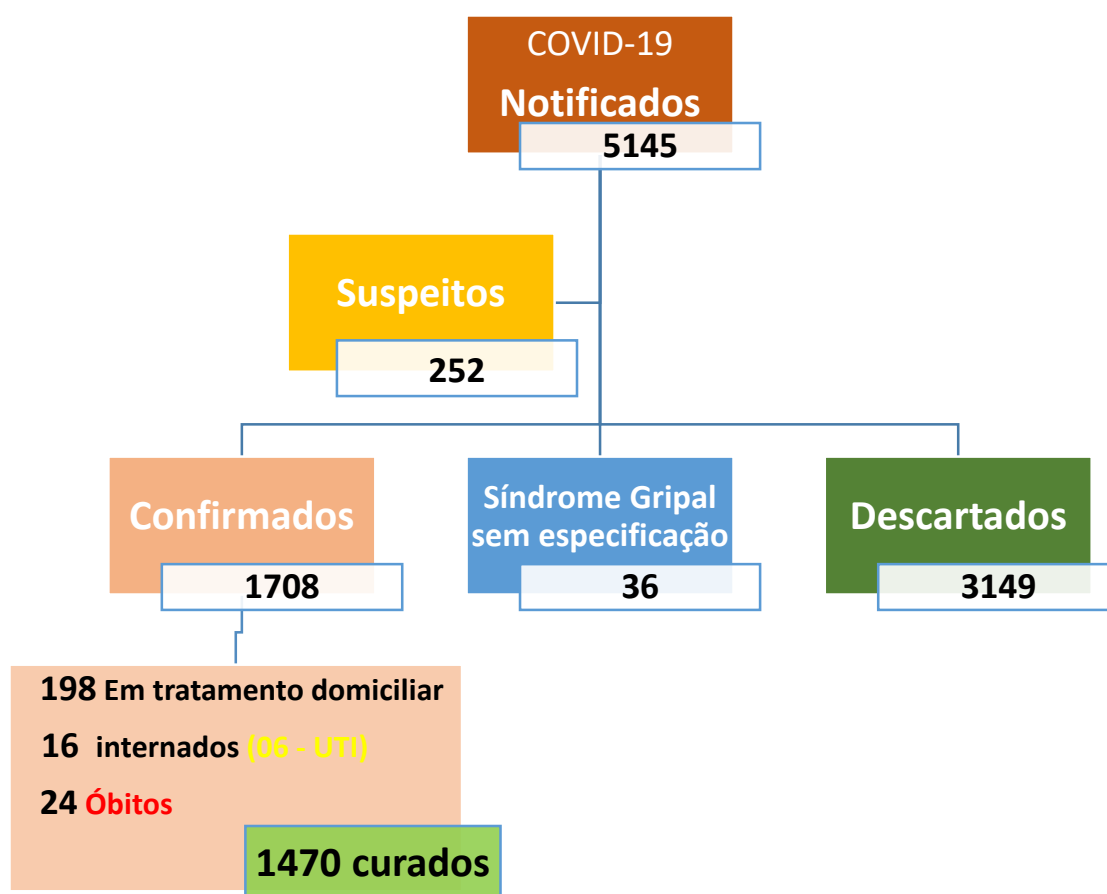 COVID-19
Notificados
5145
Suspeitos
252
Confirmados
1708
Síndrome Gripal
sem especificação
36
Descartados
3149
198 Em tratamento domiciliar
16 internados (06 - UTI)
24 Óbitos
1470 curados